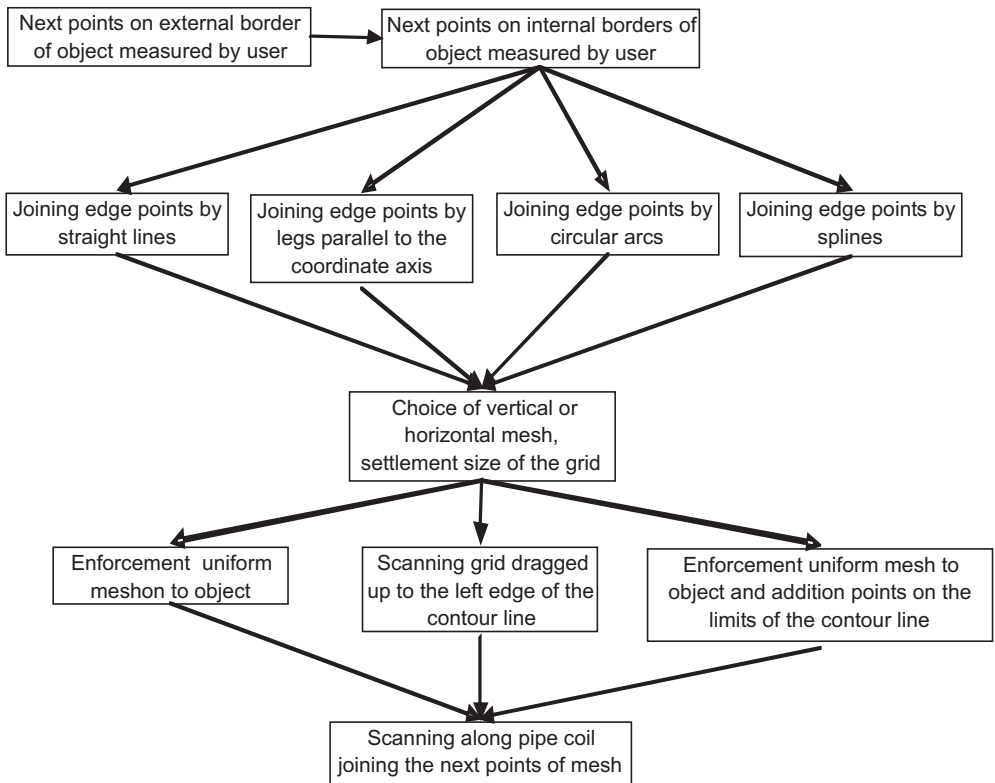 Next points on external border
of object measured by user
Next points on internal borders of
object measured by user
Joining edge points by
straight lines
Joining edge points by
legs parallel to the
coordinate axis
Joining edge points by
circular arcs
Joining edge points by
splines
Choice of vertical or
horizontal mesh,
settlement size of the grid
Enforcement uniform
meshon to object
Scanning grid dragged
up to the left edge of the
contour line
Enforcement uniform mesh to
object and addition points on the
limits of the contour line
Scanning along pipe coil
joining the next points of mesh